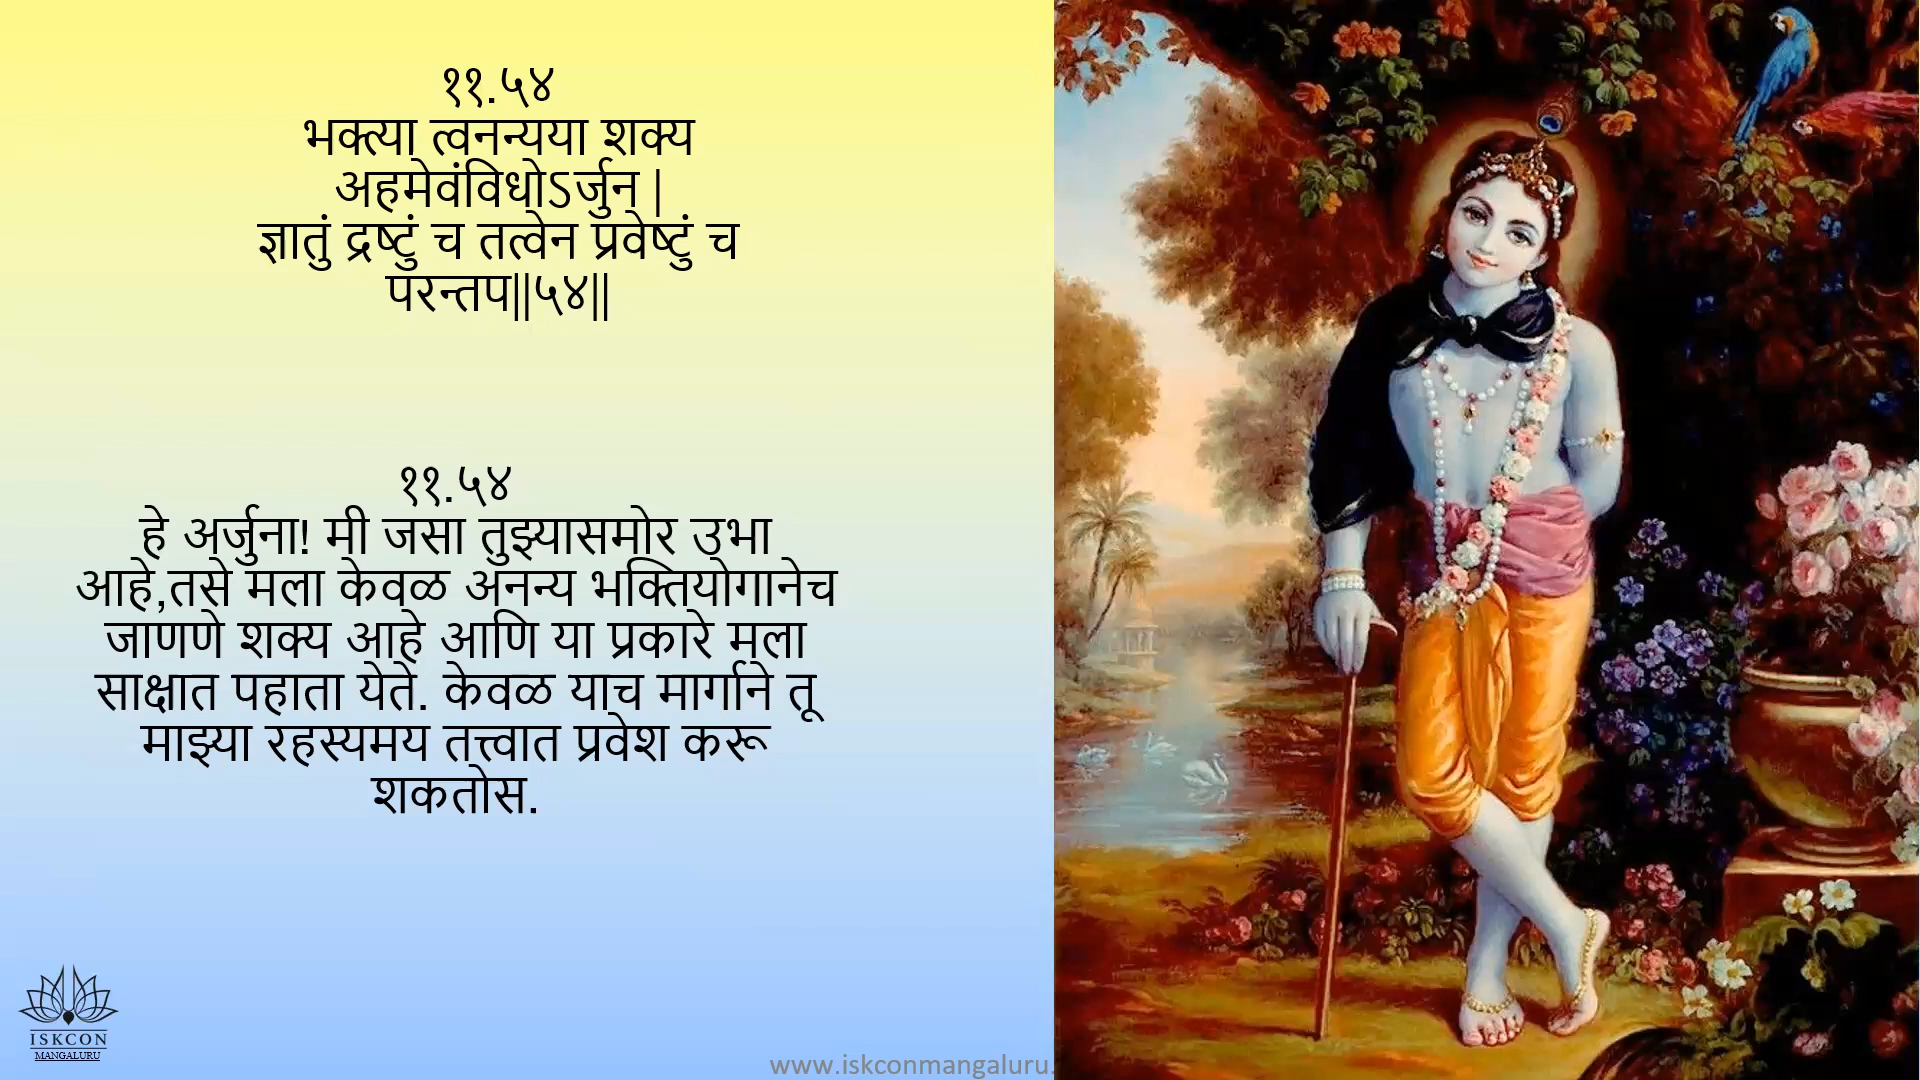 ११.५४
भक्त्या त्वनन्यया शक्य
अहमेवंविधोऽर्जुन |
ज्ञातुं द्रष्टुं च तत्वेन प्रवेष्टुं च
परन्तप||५४||
११.५४
हे अर्जुना! मी जसा तुझ्यासमोर उभा
आहे,तसे मला केवळ अनन्य भक्तियोगानेच
जाणणे शक्य आहे आणि या प्रकारे मला
साक्षात पहाता येते. केवळ याच मार्गाने तू
माझ्या रहस्यमय तत्त्वात प्रवेश करू
शकतोस.
ISKCON
MANGALURU
www.iskconmangaluru.